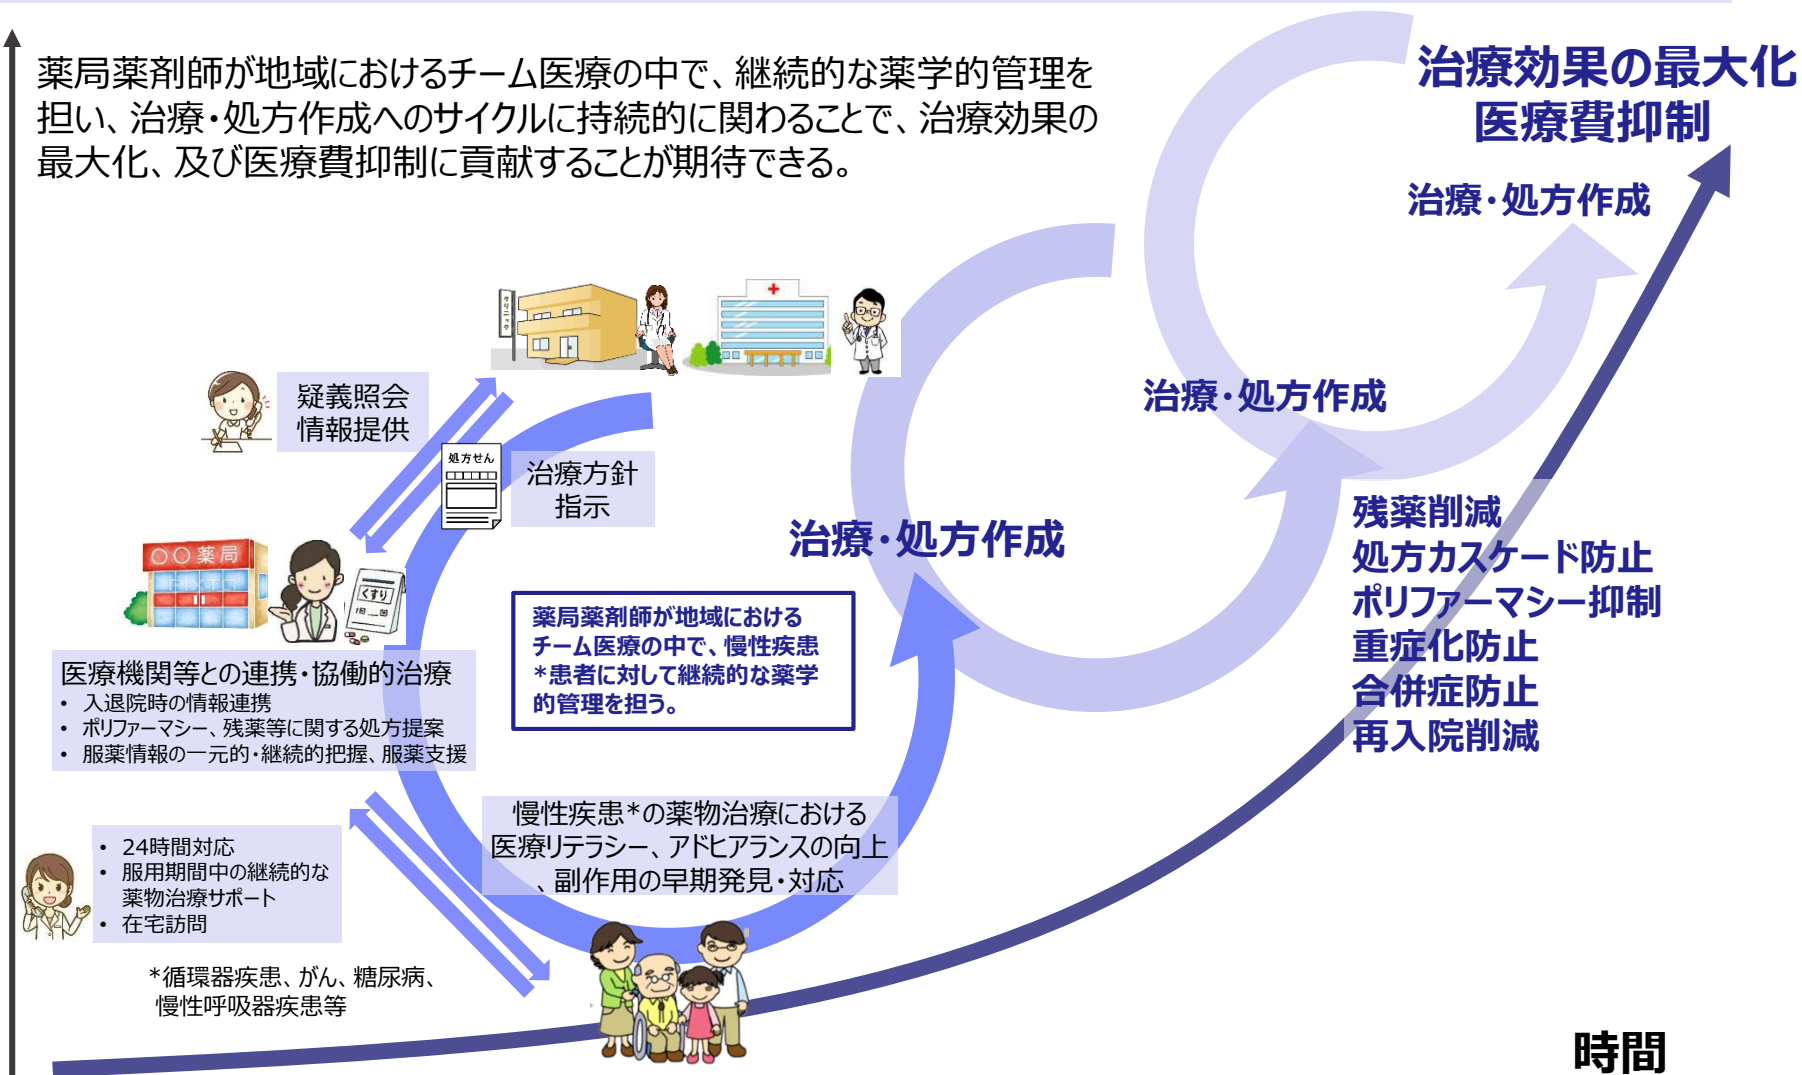 薬局薬剤師が地域におけるチーム医療の中で、継続的な薬学的管理を
担い、治療・処方作成へのサイクルに持続的に関わることで、治療効果の
最大化、及び医療費抑制に貢献することが期待できる。
治療効果の最大化
医療費抑制
治療・処方作成
クリニック
疑義照会
情報提供
処方せん
治療方針
指示
治療・処方作成
治療・処方作成
〇〇薬局
くすり
1日__回
薬局薬剤師が地域における
チーム医療の中で、慢性疾患
*患者に対して継続的な薬学
的管理を担う。
残薬削減
処方カスケード防止
ポリファーマシー抑制
重症化防止
合併症防止
再入院削減
医療機関等との連携・協働的治療
• 入退院時の情報連携
• ポリファーマシー、残薬等に関する処方提案
• 服薬情報の一元的・継続的把握、服薬支援
慢性疾患*の薬物治療における
医療リテラシー、アドヒアランスの向上
、副作用の早期発見・対応
• 24時間対応
• 服用期間中の継続的な
薬物治療サポート
• 在宅訪問
*循環器疾患、がん、糖尿病、
慢性呼吸器疾患等
時間